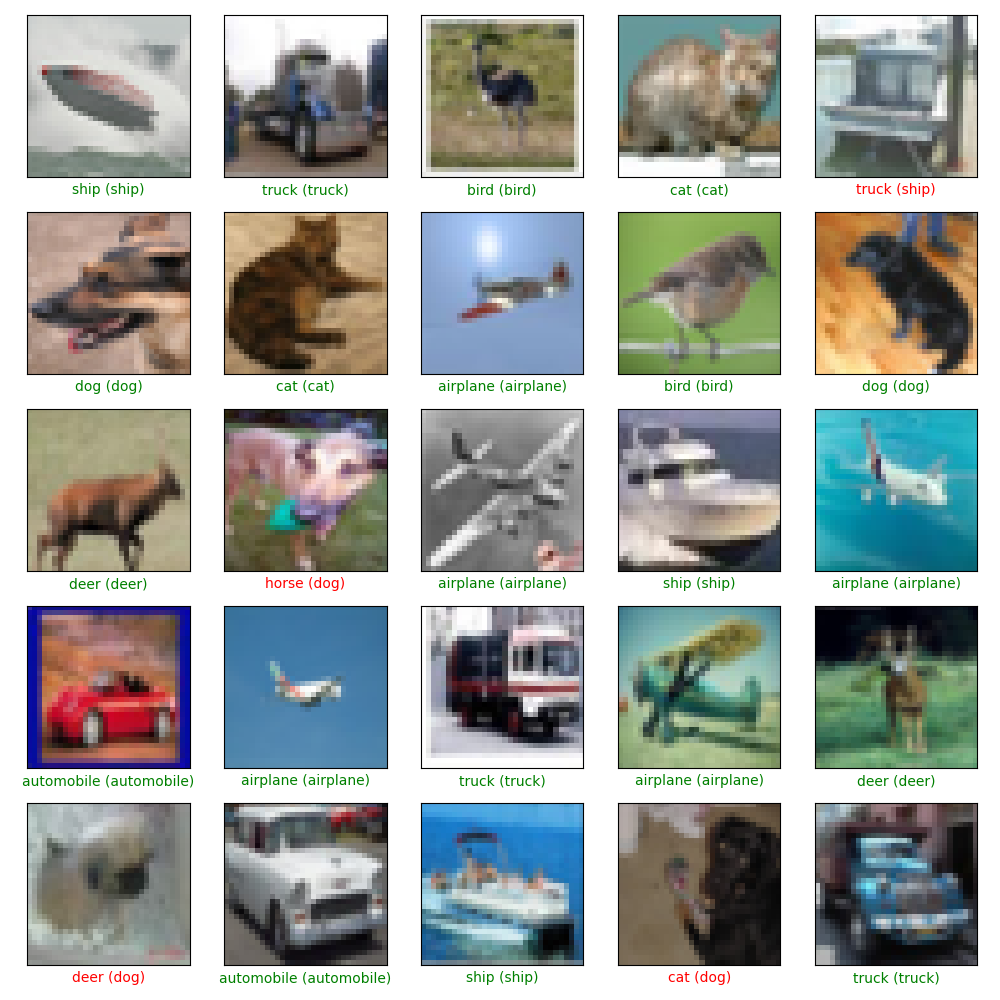 ship (ship)
truck (truck)
bird (bird)
cat (cat)
truck (ship)
dog (dog)
cat (cat)
airplane (airplane)
bird (bird)
dog (dog)
deer (deer)
horse (dog)
airplane (airplane)
ship (ship)
airplane (airplane)
automobile (automobile)
airplane (airplane)
truck (truck)
airplane (airplane)
deer (deer)
deer (dog)
automobile (automobile)
ship (ship)
cat (dog)
truck (truck)